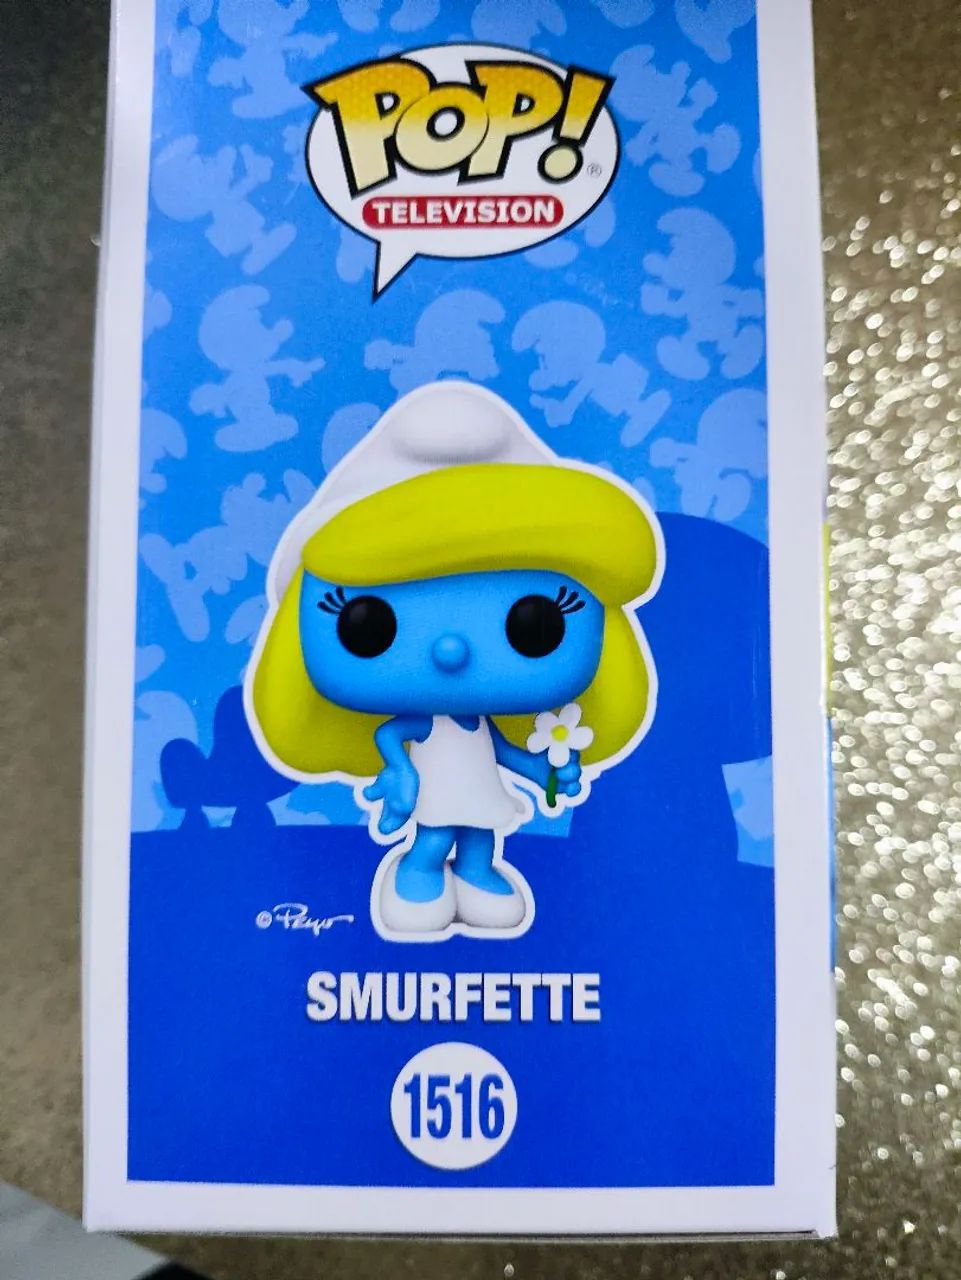 POP!®
TELEVISION
© Peyo
SMURFETTE
1516